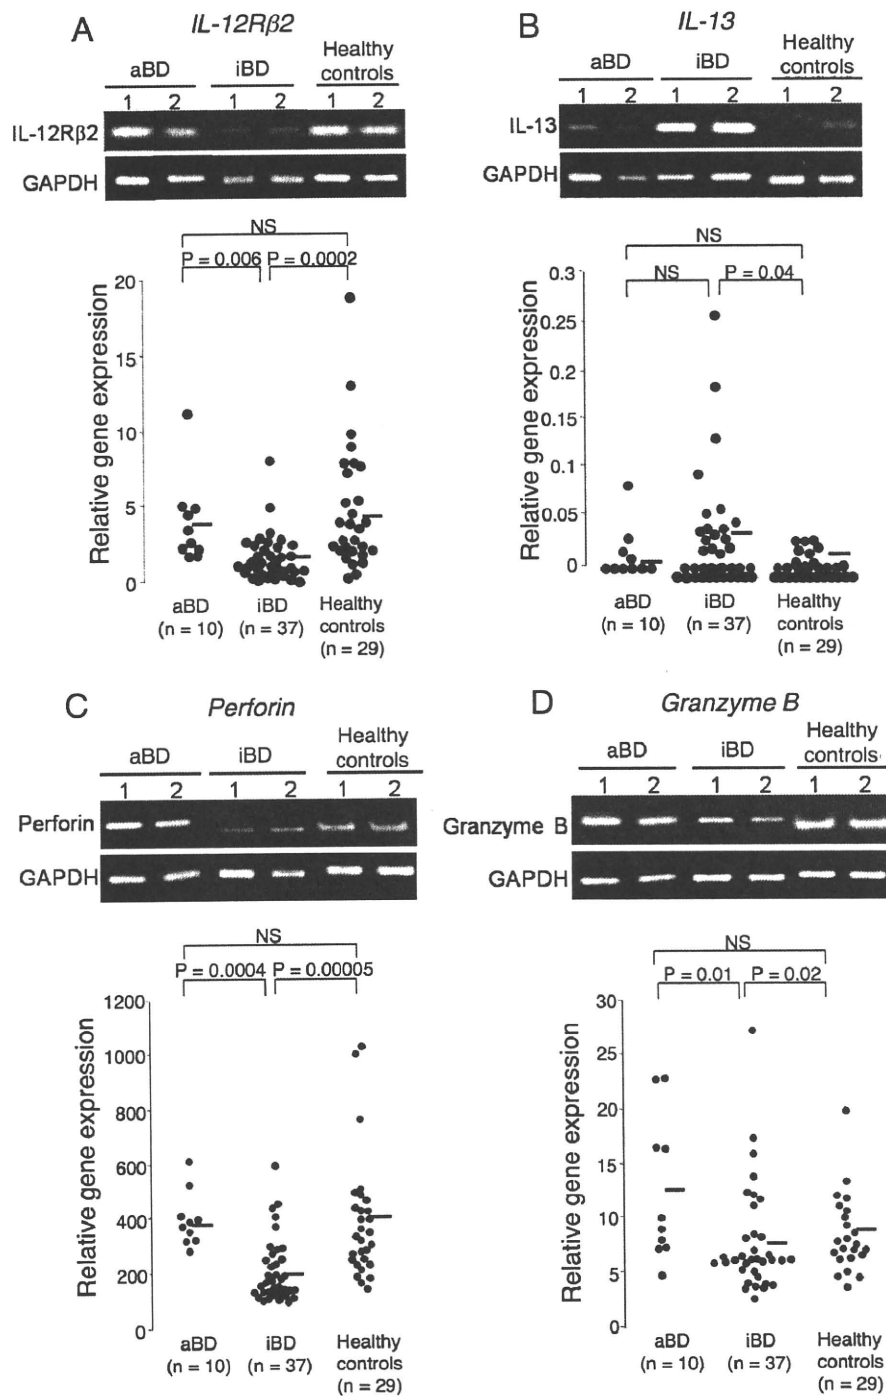 A
IL-12Rβ2
aBD iBD Healthy controls
1 2 1 2 1 2
IL-12Rβ2
GAPDH
NS
P = 0.006 P = 0.0002
Relative gene expression
20
15
10
5
0
aBD (n = 10)
iBD (n = 37)
Healthy controls (n = 29)
B
IL-13
aBD iBD Healthy controls
1 2 1 2 1 2
IL-13
GAPDH
NS
NS P = 0.04
Relative gene expression
0.3
0.25
0.2
0.15
0.1
0.05
0
aBD (n = 10)
iBD (n = 37)
Healthy controls (n = 29)
C
Perforin
aBD iBD Healthy controls
1 2 1 2 1 2
Perforin
GAPDH
NS
P = 0.0004 P = 0.00005
Relative gene expression
1200
1000
800
600
400
200
0
aBD (n = 10)
iBD (n = 37)
Healthy controls (n = 29)
D
Granzyme B
aBD iBD Healthy controls
1 2 1 2 1 2
Granzyme B
GAPDH
NS
P = 0.01 P = 0.02
Relative gene expression
30
25
20
15
10
5
0
aBD (n = 10)
iBD (n = 37)
Healthy controls (n = 29)